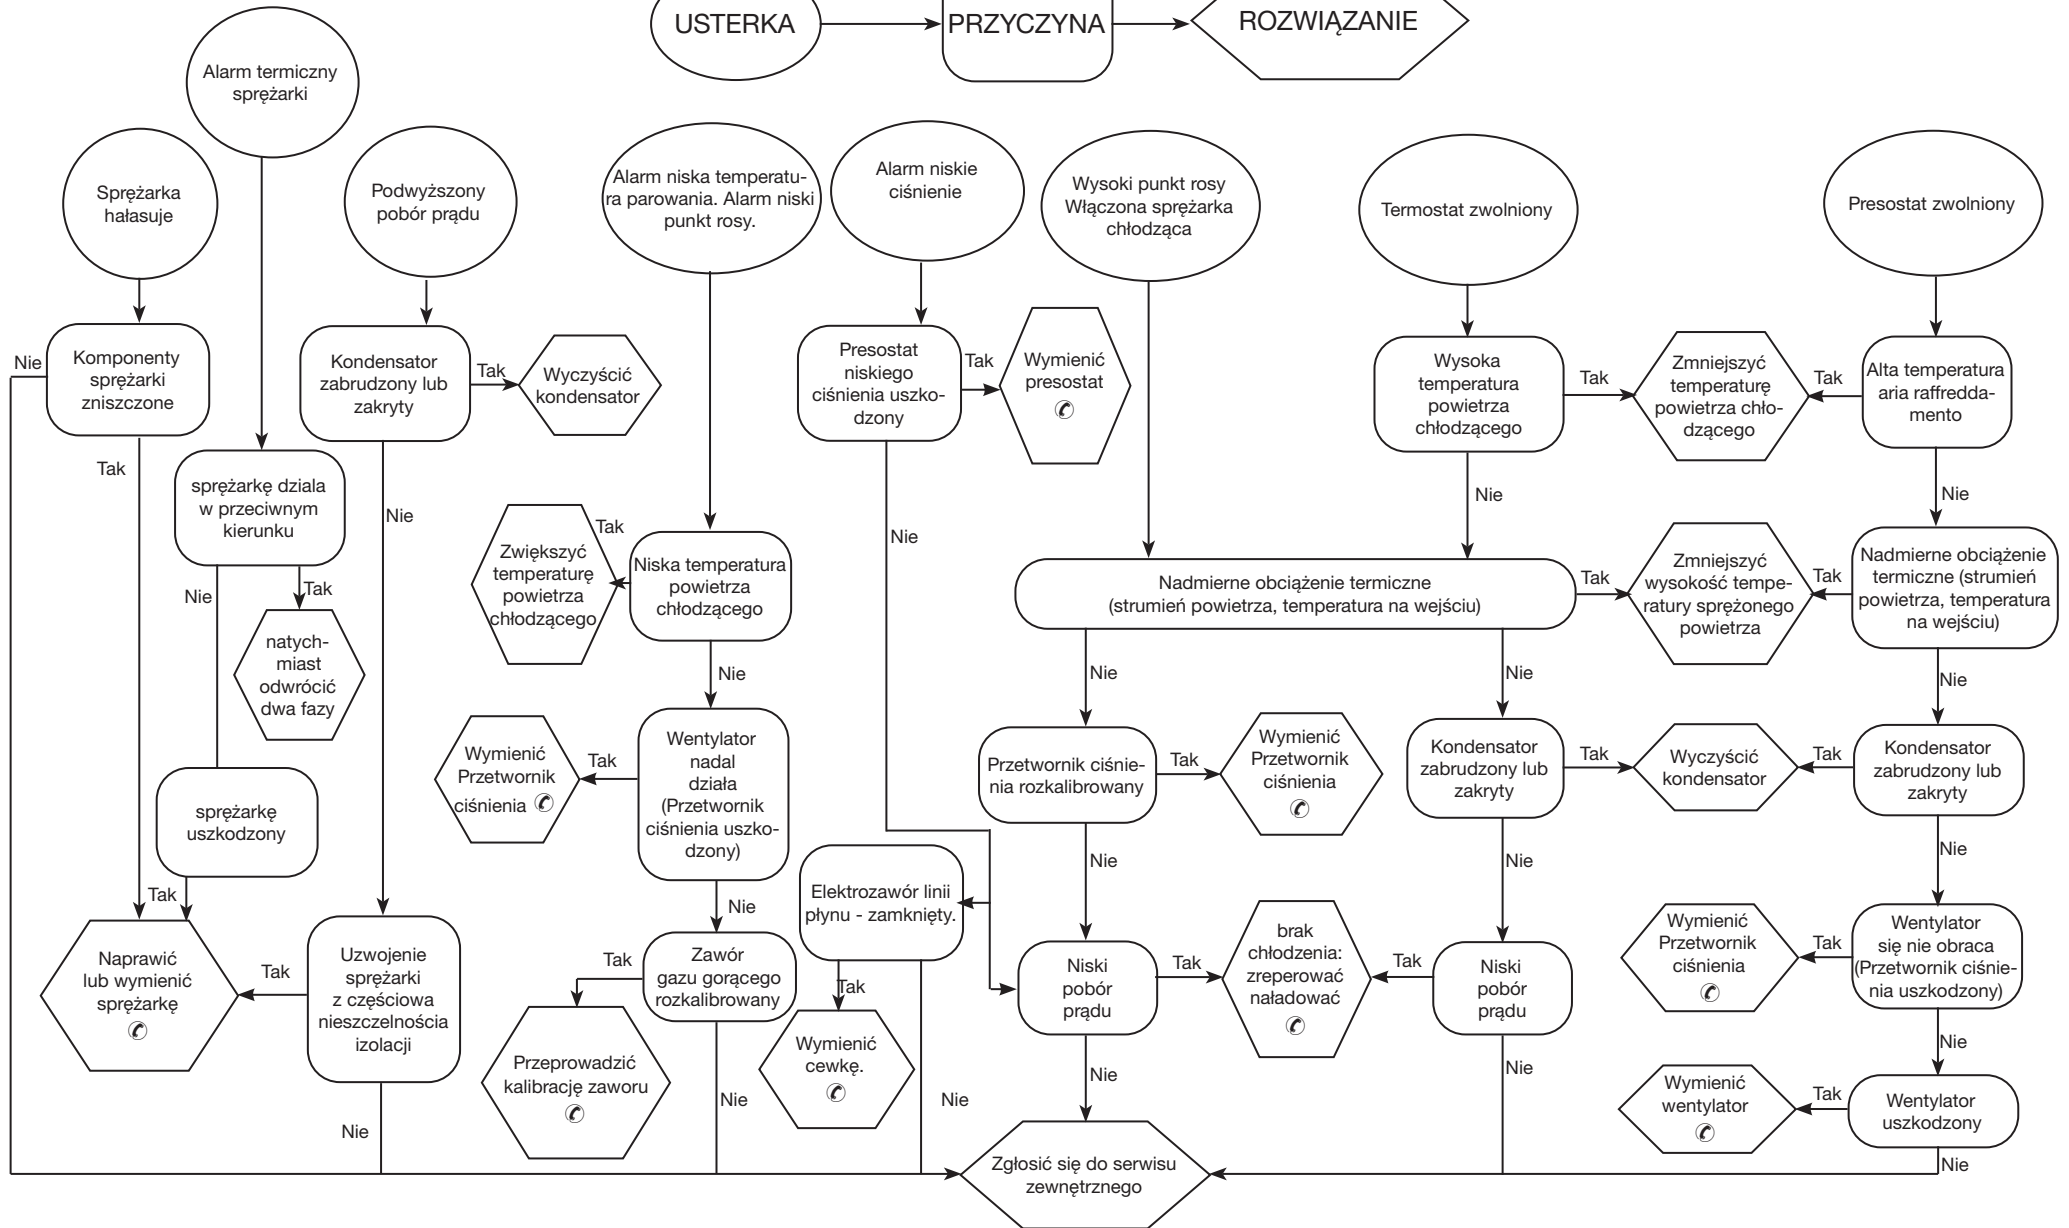 USTERKA
PRZYCZYNA
ROZWIĄZANIE
Alarm termiczny
sprężarki
Sprężarka
hałasuje
Podwyższony
pobór prądu
Alarm niska temperatu-
ra parowania. Alarm niski
punkt rosy.
Alarm niskie
ciśnienie
Wysoki punkt rosy
Włączona sprężarka
chłodząca
Termostat zwolniony
Presostat zwolniony
Nie
Komponenty
sprężarki
zniszczone
Kondensator
zabrudzony lub
zakryty
Tak
Wyczyścić
kondensator
Presostat
niskiego
ciśnienia uszko-
dzony
Tak
Wymienić
presostat
Wysoka
temperatura
powietrza
chłodzącego
Tak
Zmniejszyć
temperaturę
powietrza chło-
dzącego
Tak
Alta temperatura
aria raffredda-
mento
Tak
sprężarkę dziala
w przeciwnym
kierunku
Nie
Zwiększyć
temperaturę
powietrza
chłodzącego
Tak
Niska temperatura
powietrza
chłodzącego
Nie
Nie
Nie
Nadmierne obciążenie termiczne
(strumień powietrza, temperatura na wejściu)
Tak
Zmniejszyć
wysokość tempe-
ratury sprężonego
powietrza
Tak
Nadmierne obciążenie
termiczne (strumień
powietrza, temperatura
na wejściu)
Nie
Tak
natych-
miast
odwrócić
dwa fazy
Nie
Nie
Nie
Nie
Wymienić
Przetwornik
ciśnienia
Tak
Wentylator
nadal
działa
(Przetwornik
ciśnienia uszko-
dzony)
Przetwornik ciśnie-
nia rozkalibrowany
Tak
Wymienić
Przetwornik
ciśnienia
Kondensator
zabrudzony lub
zakryty
Tak
Wyczyścić
kondensator
Tak
Kondensator
zabrudzony lub
zakryty
sprężarkę
uszkodzony
Nie
Nie
Nie
Tak
Nie
Elektrozawór linii
płynu - zamknięty.
Naprawić
lub wymienić
sprężarkę
Tak
Uzwojenie
sprężarki
z częściowa
nieszczelnościa
izolacji
Tak
Zawór
gazu gorącego
rozkalibrowany
Tak
Niski
pobór
prądu
Tak
brak
chłodzenia:
zreperować
naładować
Tak
Niski
pobór
prądu
Wymienić
Przetwornik
ciśnienia
Tak
Wentylator
się nie obraca
(Przetwornik ciśnie-
nia uszkodzony)
Przeprowadzić
kalibrację zaworu
Wymienić
cewkę.
Nie
Nie
Nie
Nie
Nie
Nie
Wymienić
wentylator
Tak
Wentylator
uszkodzony
Nie
Zgłosić się do serwisu
zewnętrznego